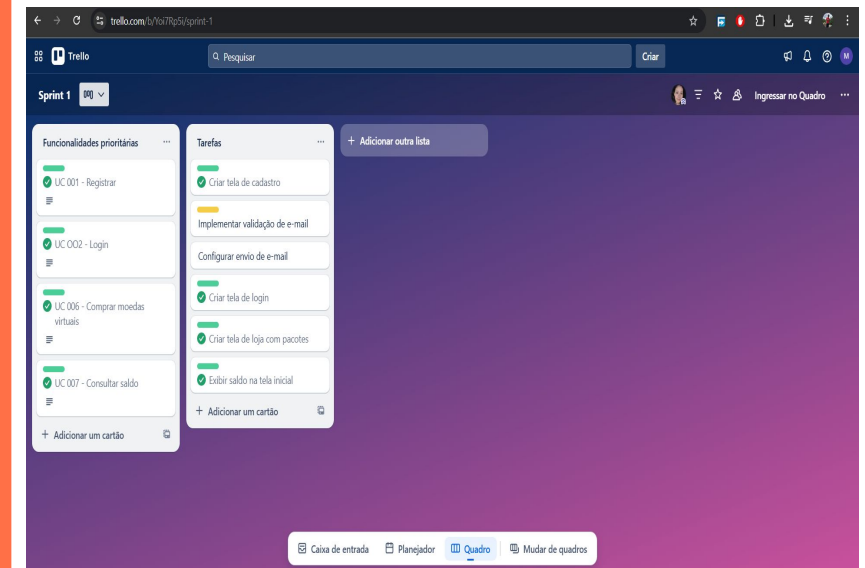 trello.com/b/Yoi7Rp5i/sprint-1
Trello
Pesquisar
Criar
M
Sprint 1
Ingressar no Quadro
Funcionalidades prioritárias
UC 001 - Registrar
UC OO2 - Login
UC 006 - Comprar moedas
virtuais
UC 007 - Consultar saldo
+ Adicionar um cartão
Tarefas
Criar tela de cadastro
Implementar validação de e-mail
Configurar envio de e-mail
Criar tela de login
Criar tela de loja com pacotes
Exibir saldo na tela inicial
+ Adicionar um cartão
+ Adicionar outra lista
Caixa de entrada
Planejador
Quadro
Mudar de quadros